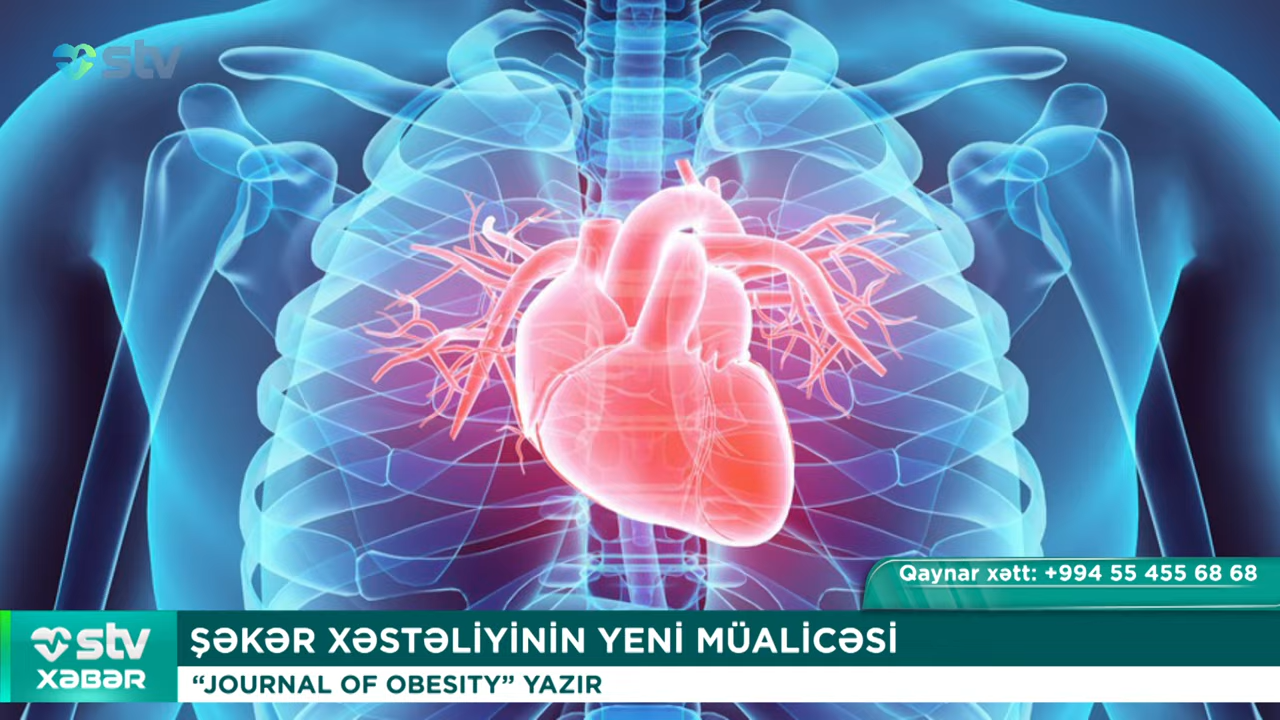 stv
Qaynar xətt: +994 55 455 68 68
stv
XƏBƏR
ŞƏKƏR XƏSTƏLİYİNİN YENİ MÜALİCƏSİ
“JOURNAL OF OBESITY” YAZIR